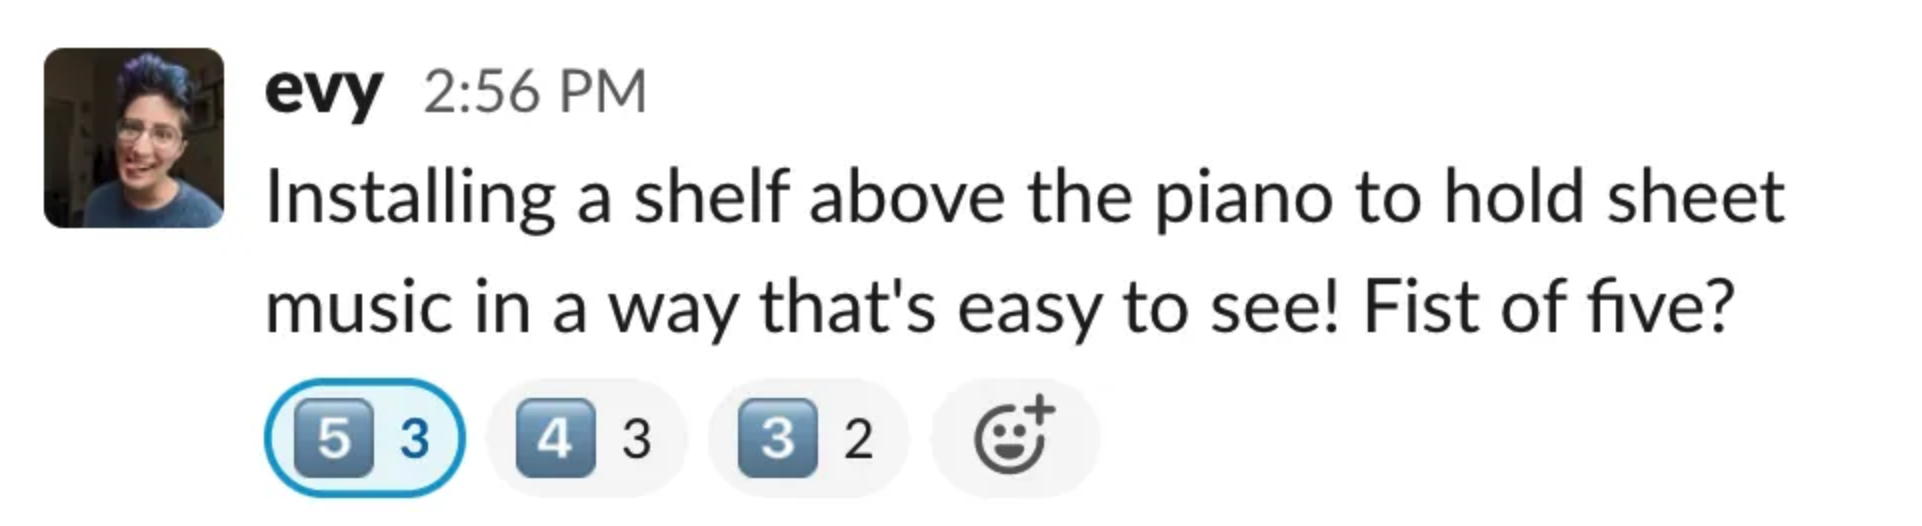 evy 2:56 PM
Installing a shelf above the piano to hold sheet
music in a way that's easy to see! Fist of five?
5 3 4 3 3 2